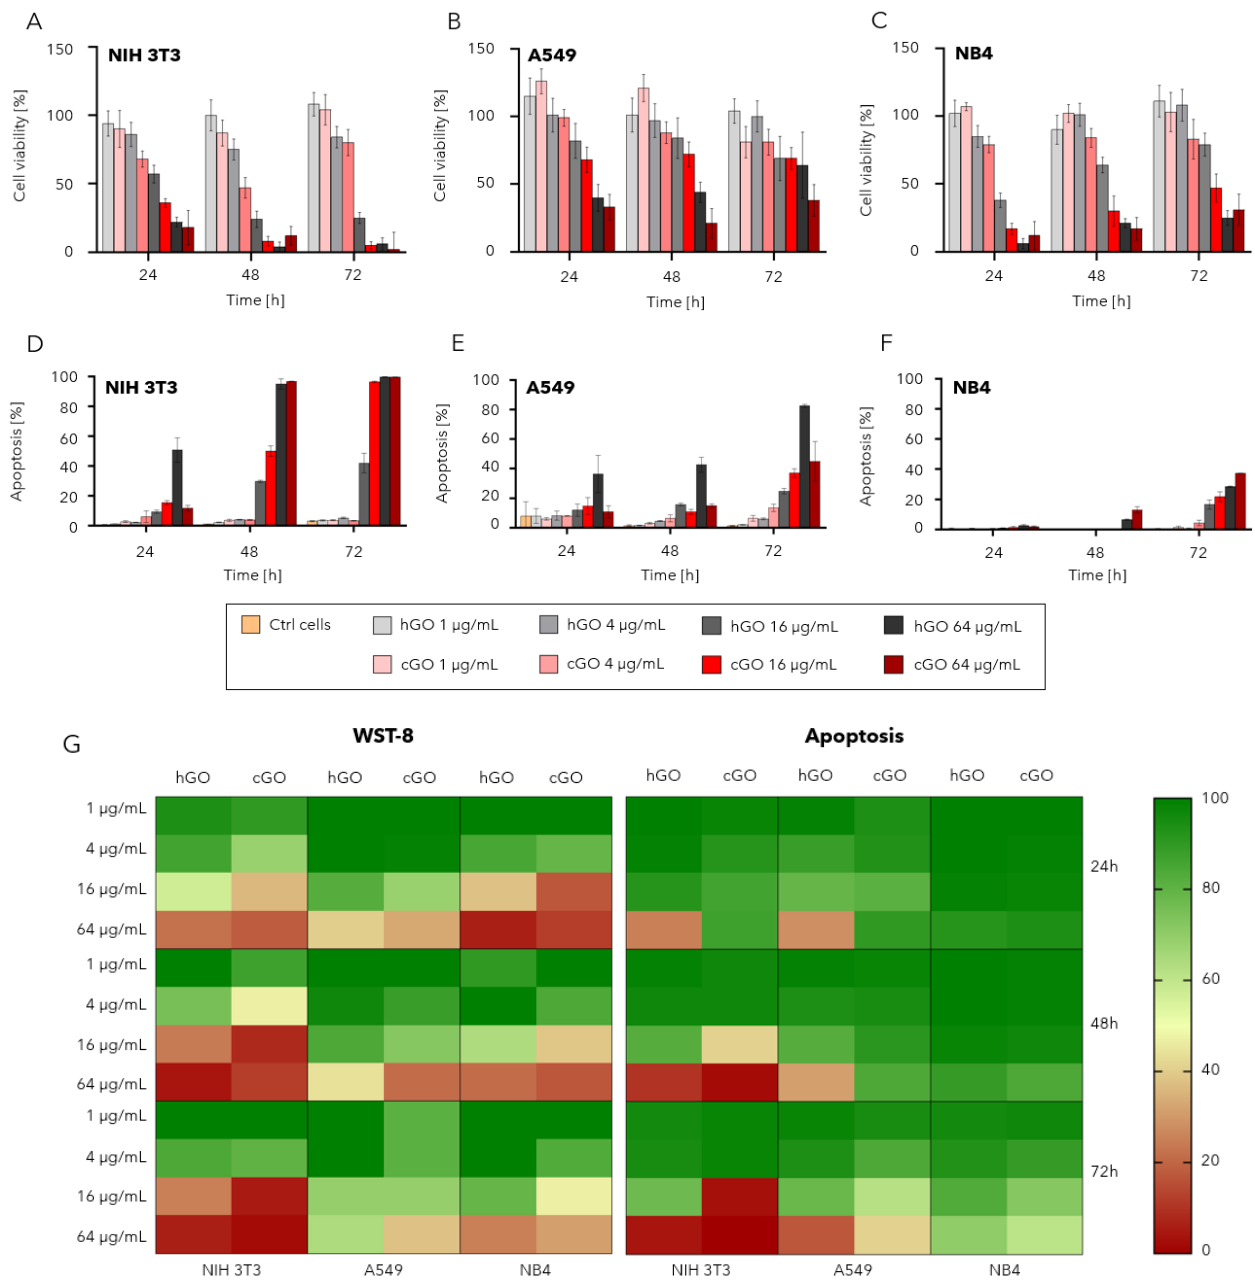 A
B
C
NIH 3T3
A549
NB4
Cell viability [%]
150
100
50
0
24
48
72
Time [h]
Cell viability [%]
150
100
50
0
24
48
72
Time [h]
Cell viability [%]
150
100
50
0
24
48
72
Time [h]
D
E
F
NIH 3T3
A549
NB4
Apoptosis [%]
100
80
60
40
20
0
24
48
72
Time [h]
Apoptosis [%]
100
80
60
40
20
0
24
48
72
Time [h]
Apoptosis [%]
100
80
60
40
20
0
24
48
72
Time [h]
Ctrl cells
hGO 1 µg/mL
hGO 4 µg/mL
hGO 16 µg/mL
hGO 64 µg/mL
cGO 1 µg/mL
cGO 4 µg/mL
cGO 16 µg/mL
cGO 64 µg/mL
G
WST-8
Apoptosis
hGO cGO hGO cGO hGO cGO
hGO cGO hGO cGO hGO cGO
1 µg/mL
4 µg/mL
16 µg/mL
64 µg/mL
1 µg/mL
4 µg/mL
16 µg/mL
64 µg/mL
1 µg/mL
4 µg/mL
16 µg/mL
64 µg/mL
24h
48h
72h
100
80
60
40
20
0
NIH 3T3 A549 NB4
NIH 3T3 A549 NB4